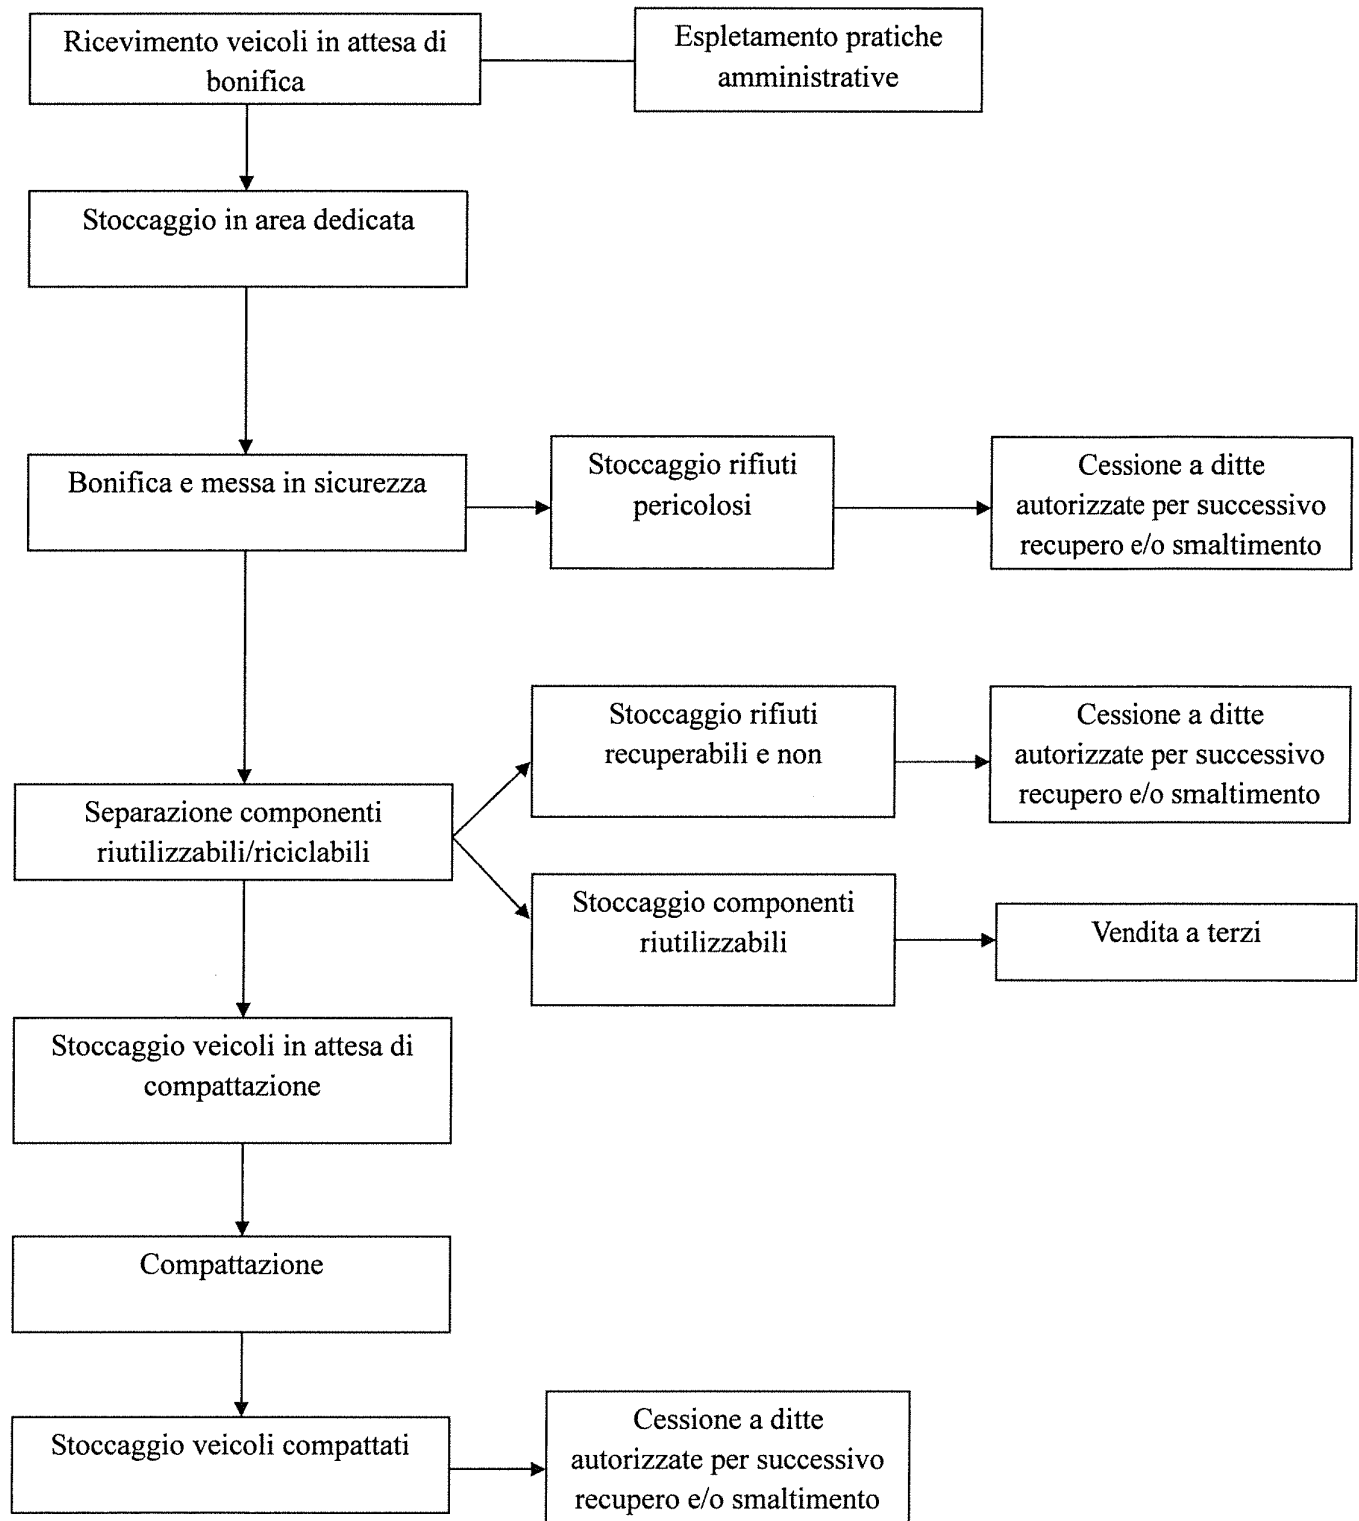 Ricevimento veicoli in attesa di
bonifica
Espletamento pratiche
amministrative
Stoccaggio in area dedicata
Bonifica e messa in sicurezza
Stoccaggio rifiuti
pericolosi
Cessione a ditte
autorizzate per successivo
recupero e/o smaltimento
Separazione componenti
riutilizzabili/riciclabili
Stoccaggio rifiuti
recuperabili e non
Cessione a ditte
autorizzate per successivo
recupero e/o smaltimento
Stoccaggio componenti
riutilizzabili
Vendita a terzi
Stoccaggio veicoli in attesa di
compattazione
Compattazione
Stoccaggio veicoli compattati
Cessione a ditte
autorizzate per successivo
recupero e/o smaltimento